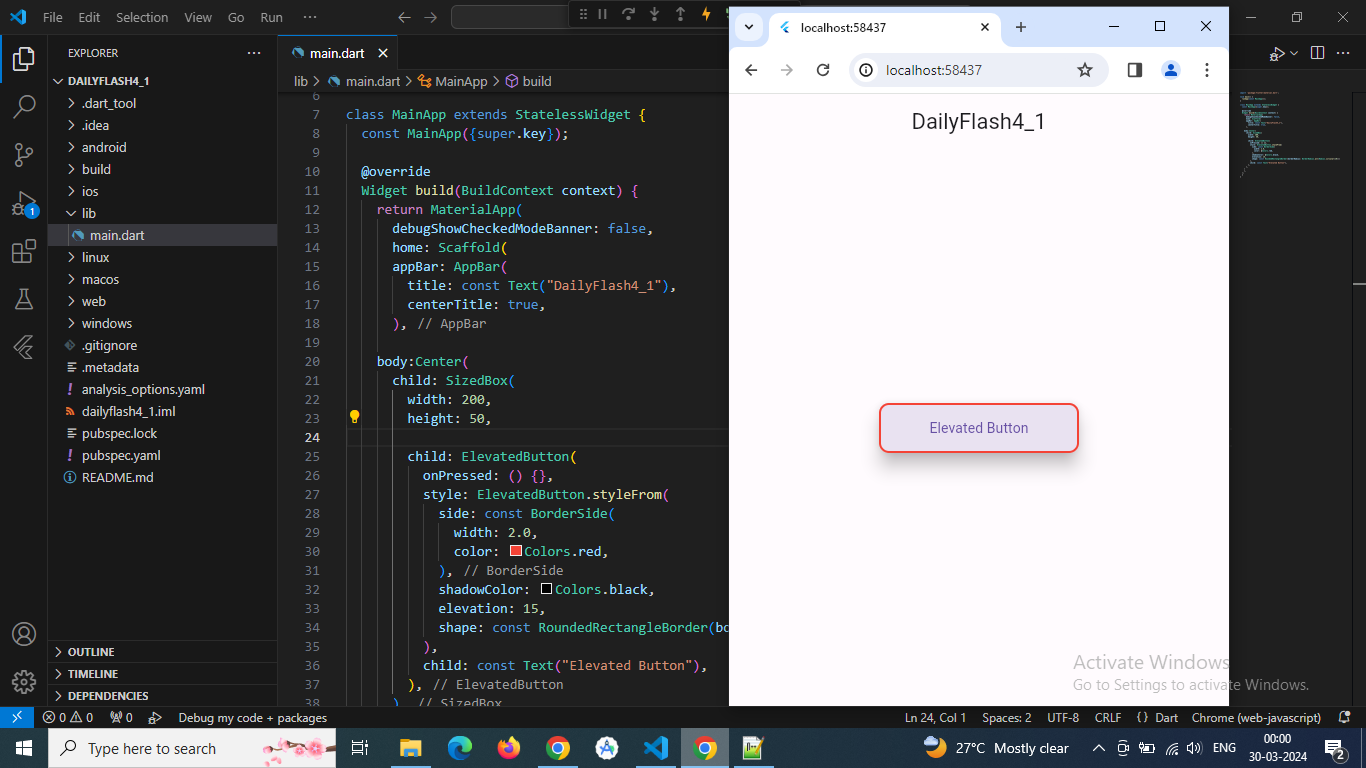 File Edit Selection View Go Run ···
EXPLORER ···
DAILYFLASH4_1
.dart_tool
.idea
android
build
ios
lib
main.dart
linux
macos
web
windows
.gitignore
.metadata
analysis_options.yaml
dailyflash4_1.iml
pubspec.lock
pubspec.yaml
README.md
OUTLINE
TIMELINE
DEPENDENCIES
1
main.dart
lib > main.dart > MainApp > build
6
7 class MainApp extends StatelessWidget {
8 const MainApp({super.key});
9
10 @override
11 Widget build(BuildContext context) {
12 return MaterialApp(
13 debugShowCheckedModeBanner: false,
14 home: Scaffold(
15 appBar: AppBar(
16 title: const Text("DailyFlash4_1"),
17 centerTitle: true,
18 ), // AppBar
19
20 body:Center(
21 child: SizedBox(
22 width: 200,
23 height: 50,
24
25 child: ElevatedButton(
26 onPressed: () {},
27 style: ElevatedButton.styleFrom(
28 side: const BorderSide(
29 width: 2.0,
30 color: Colors.red,
31 ), // BorderSide
32 shadowColor: Colors.black,
33 elevation: 15,
34 shape: const RoundedRectangleBorder(bo
35 ),
36 child: const Text("Elevated Button"),
37 ), // ElevatedButton
38 ), // SizedBox
localhost:58437
localhost:58437
DailyFlash4_1
Elevated Button
Activate Windows
Go to Settings to activate Windows.
0 0 0 Debug my code + packages Ln 24, Col 1 Spaces: 2 UTF-8 CRLF {} Dart Chrome (web-javascript)
Type here to search 27°C Mostly clear ENG 00:00
30-03-2024
2